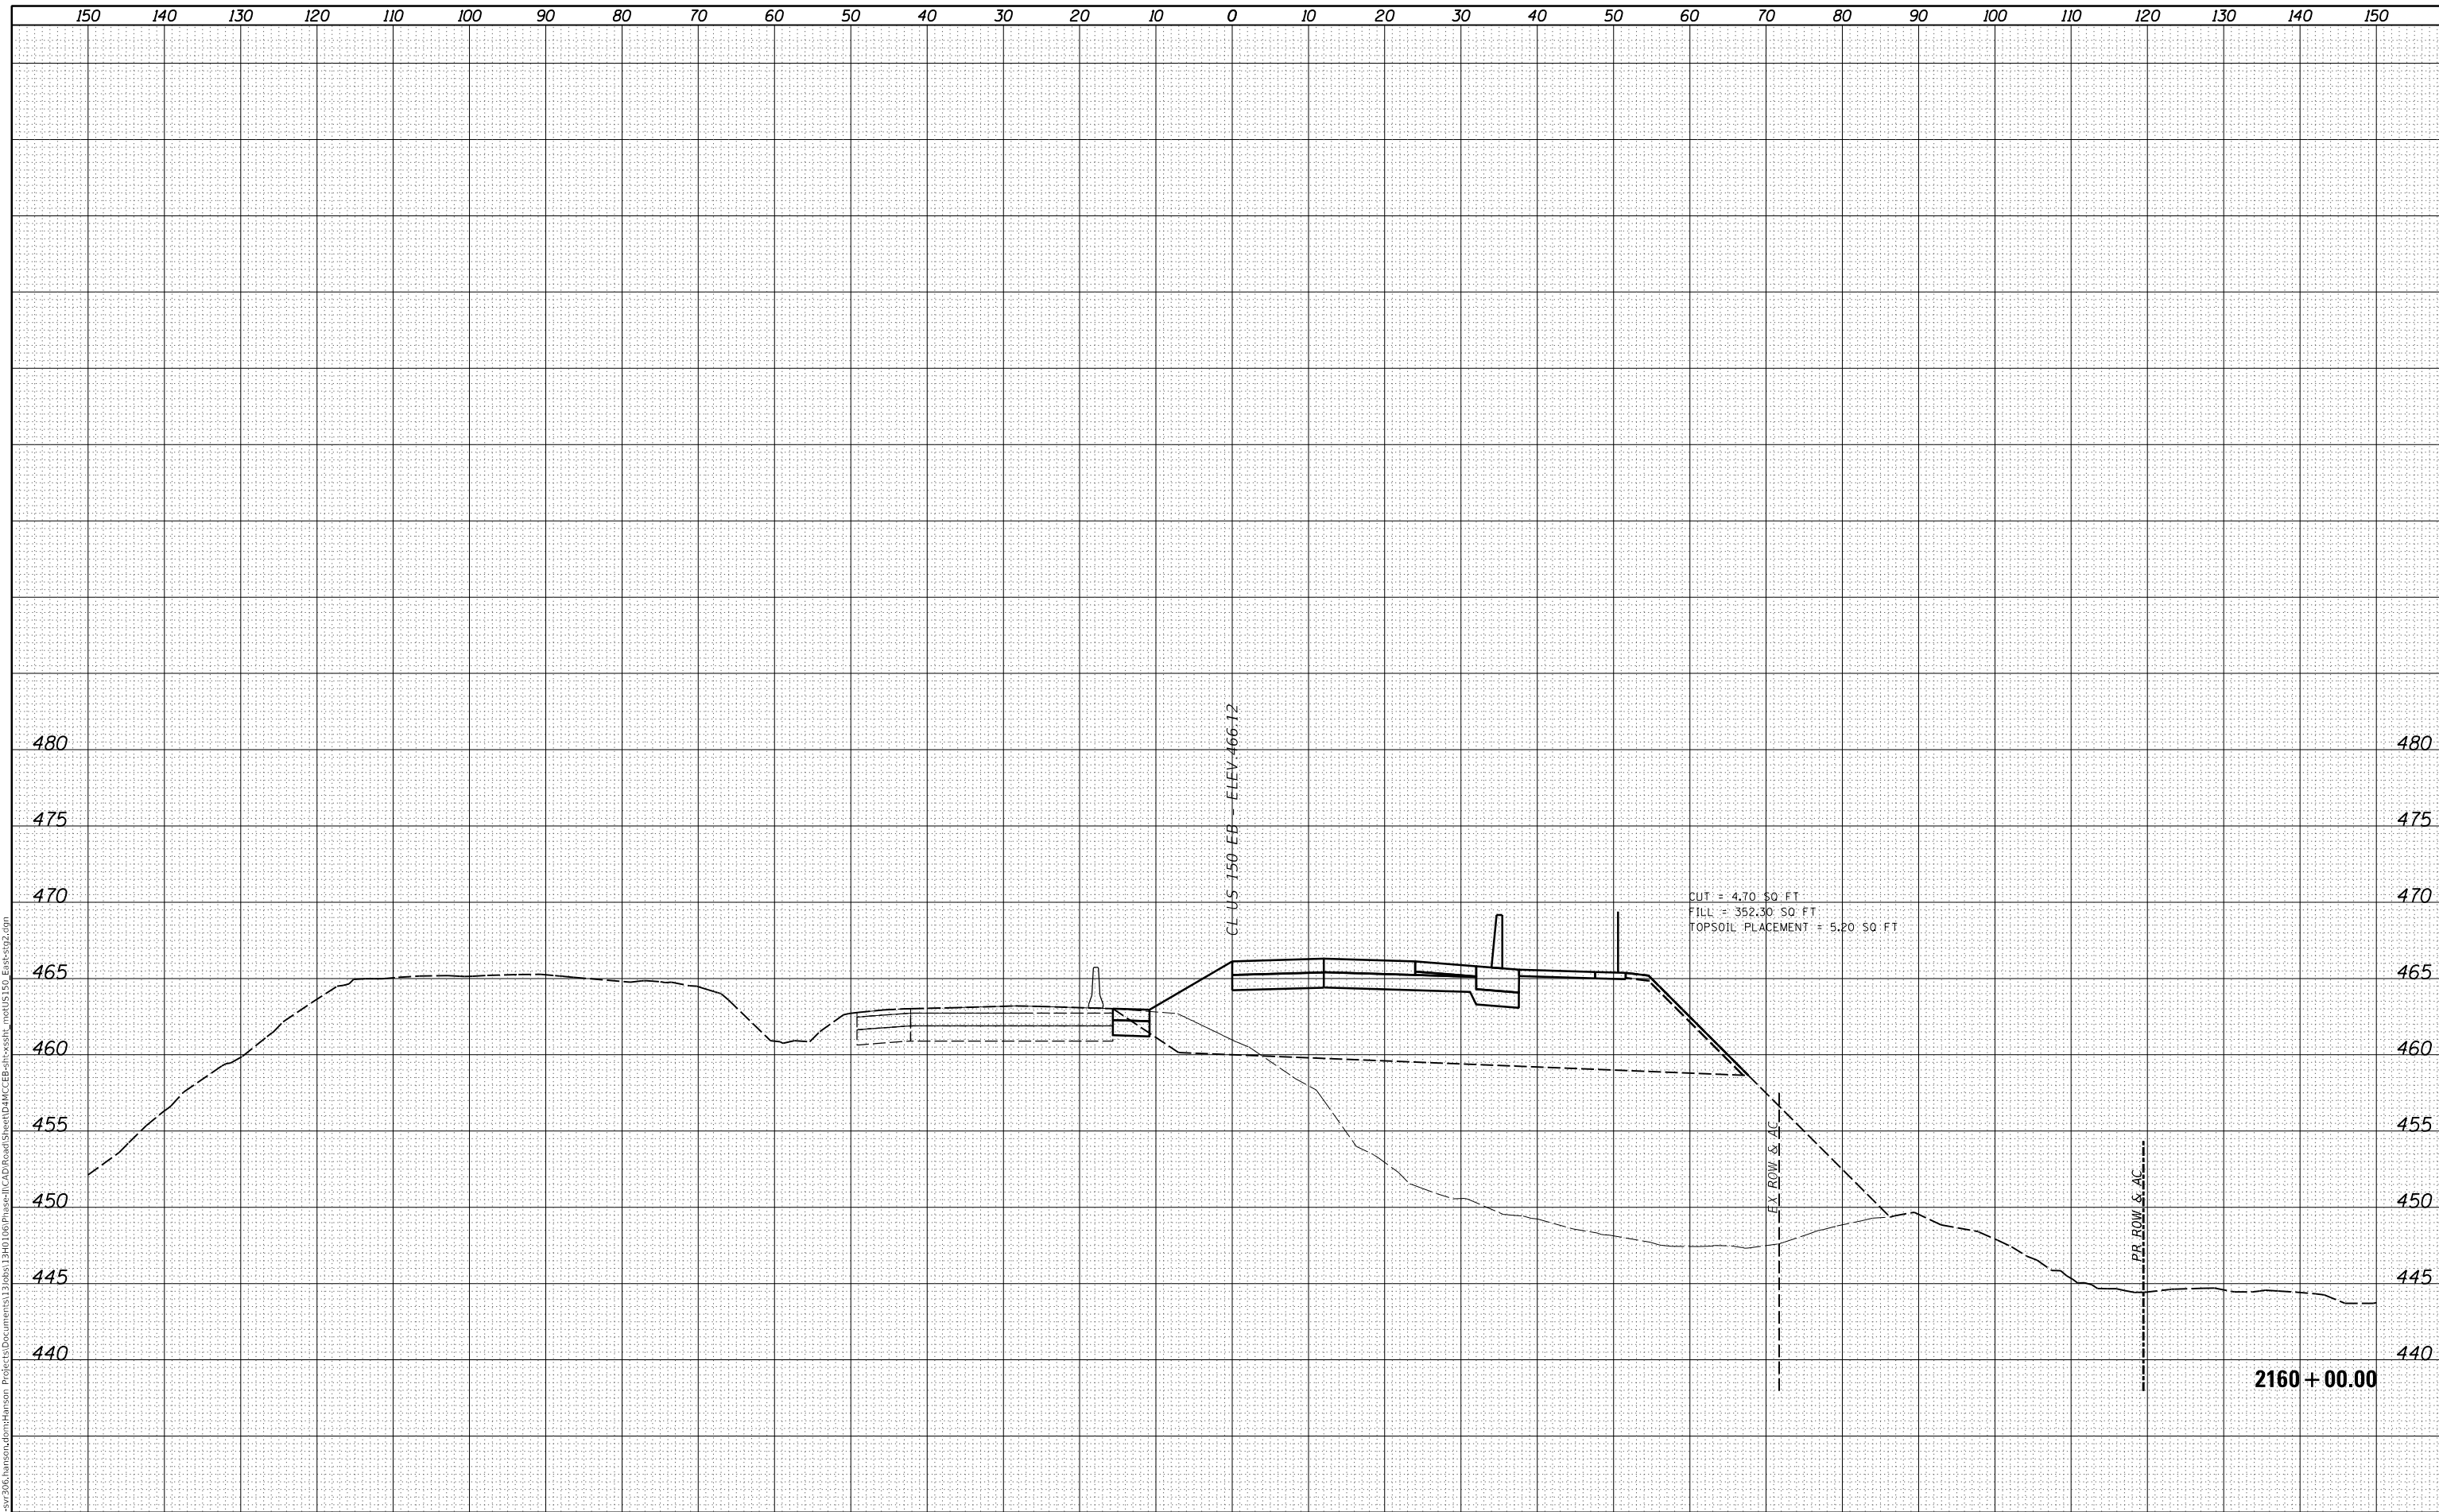 150 140 130 120 110 100 90 80 70 60 50 40 30 20 10 0 10 20 30 40 50 60 70 80 90 100 110 120 130 140 150
480 480
475 475
CL US 150 EB - ELEV.466.12
470 470
CUT = 4.70 SQ FT
FILL = 352.30 SQ FT
TOPSOIL PLACEMENT = 5.20 SQ FT
465 465
460 460
455 455
EX ROW & AC
450 450
PR ROW & AC
445 445
440 440
2160+00.00